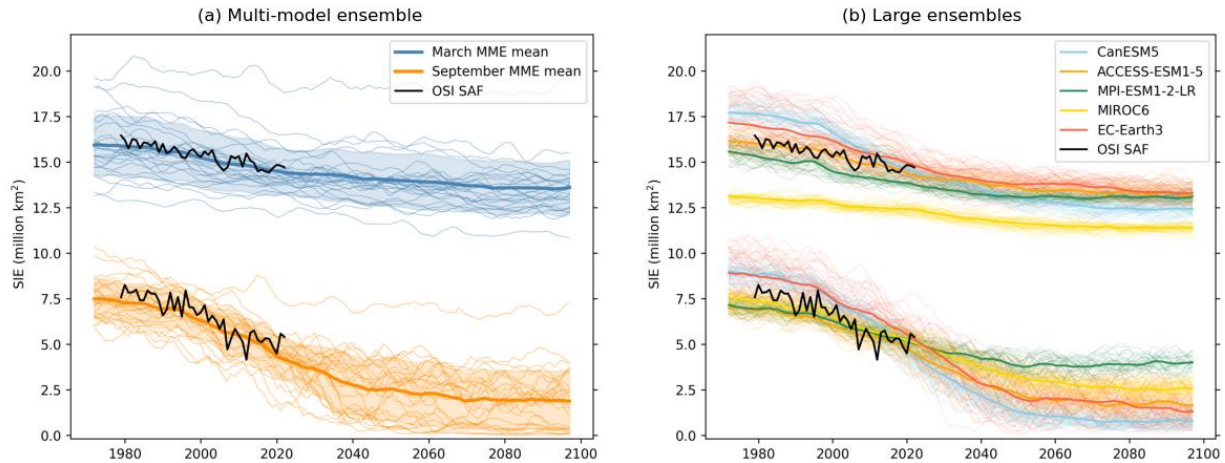 (a) Multi-model ensemble
SIE (million km²)
20.0
17.5
15.0
12.5
10.0
7.5
5.0
2.5
0.0
March MME mean
September MME mean
OSI SAF
1980 2000 2020 2040 2060 2080 2100
(b) Large ensembles
SIE (million km²)
20.0
17.5
15.0
12.5
10.0
7.5
5.0
2.5
0.0
CanESM5
ACCESS-ESM1-5
MPI-ESM1-2-LR
MIROC6
EC-Earth3
OSI SAF
1980 2000 2020 2040 2060 2080 2100